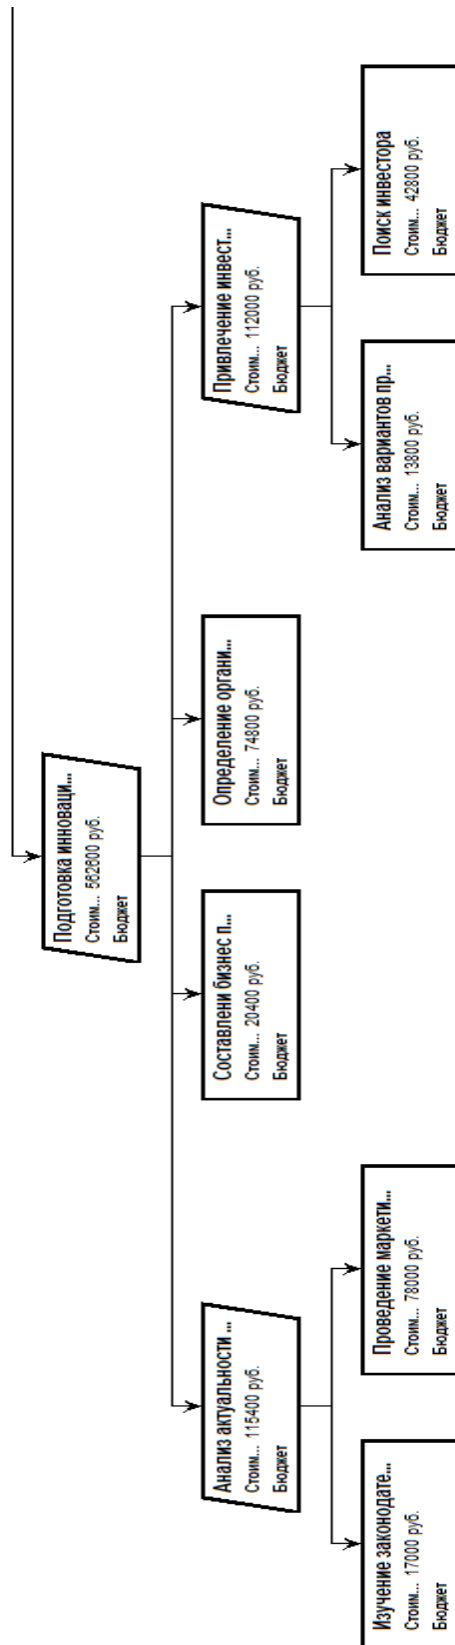 Подготовка инноваци...
Стоим... 562600 руб.
Бюджет
Анализ актуальности ...
Стоим... 115400 руб.
Бюджет
Составлени бизнес п...
Стоим... 20400 руб.
Бюджет
Определение органи...
Стоим... 74800 руб.
Бюджет
Привлечение инвест...
Стоим... 112000 руб.
Бюджет
Изучение законодате...
Стоим... 17000 руб.
Бюджет
Проведение маркети...
Стоим... 78000 руб.
Бюджет
Анализ вариантов пр...
Стоим... 13800 руб.
Бюджет
Поиск инвестора
Стоим... 42800 руб.
Бюджет